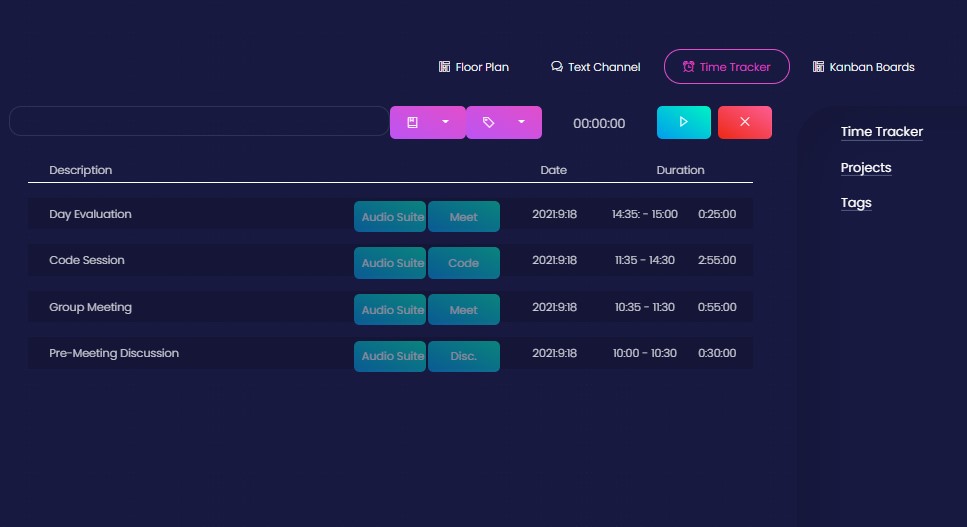 Floor Plan Text Channel Time Tracker Kanban Boards
00:00:00
Time Tracker
Projects
Tags
Description Date Duration
Day Evaluation Audio Suite Meet 2021:9:18 14:35: - 15:00 0:25:00
Code Session Audio Suite Code 2021:9:18 11:35 - 14:30 2:55:00
Group Meeting Audio Suite Meet 2021:9:18 10:35 - 11:30 0:55:00
Pre-Meeting Discussion Audio Suite Disc. 2021:9:18 10:00 - 10:30 0:30:00